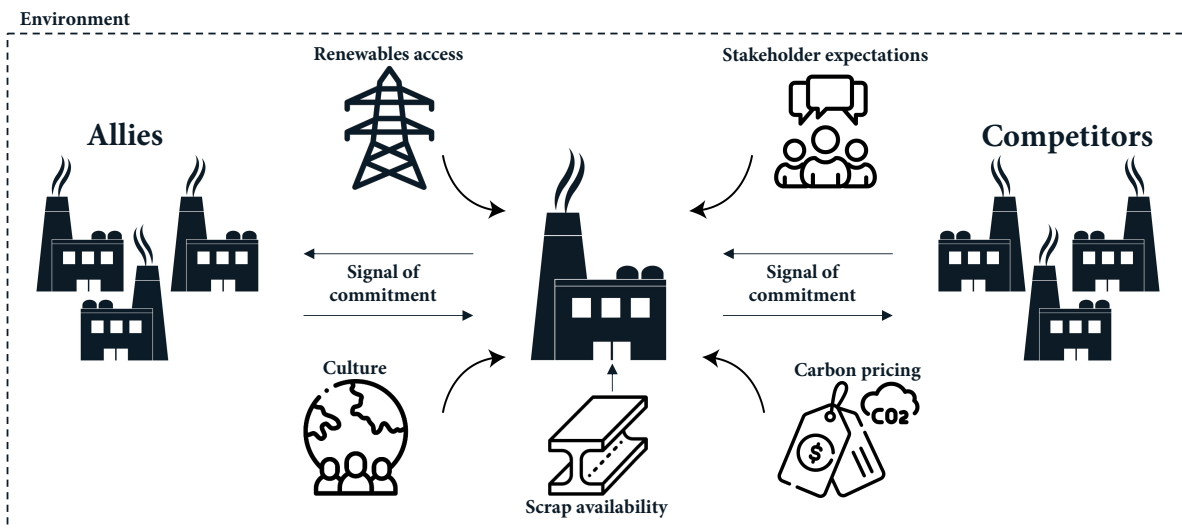 Environment
Renewables access
Stakeholder expectations
Allies
Competitors
Signal of
commitment
Signal of
commitment
Culture
Carbon pricing
CO2
$
Scrap availability